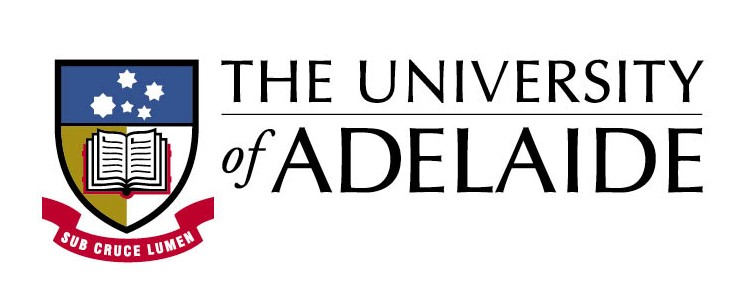 THE UNIVERSITY
of ADELAIDE
SUB CRUCE LUMEN